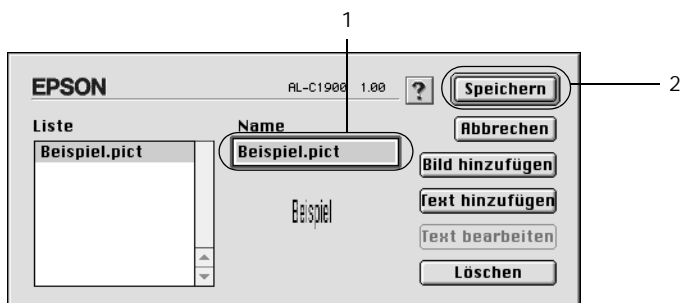 1
EPSON AL-C1900 1.00 ? Speichern 2
Liste Name Abbrechen
Beispiel.pict Beispiel.pict
Bild hinzufügen
Beispiel Text hinzufügen
Text bearbeiten
Löschen